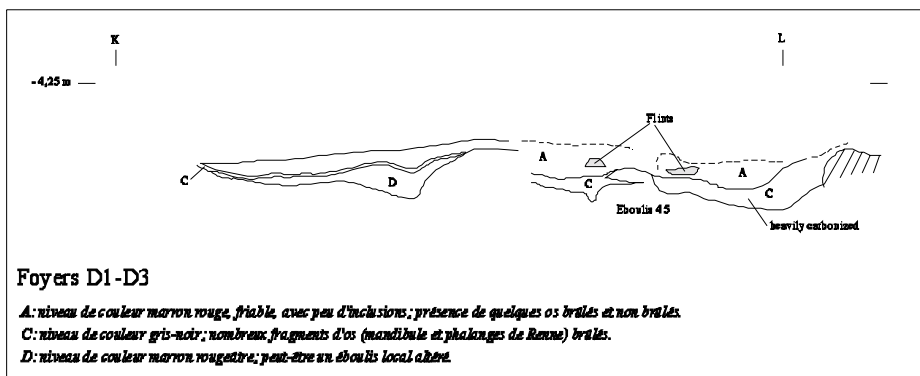 K L
- 4,25 m
Flints
A
A
C
D
C
C
Eboulis 45
heavily carbonized
Foyers D1-D3
A: niveau de couleur marron rouge, friable, avec peu d'inclusions; présence de quelques os brûlés et non brûlés.
C: niveau de couleur gris-noir; nombreux fragments d'os (mandibule et phalanges de Renne) brûlés.
D: niveau de couleur marron rougeâtre; peut-être un éboulis local altéré.